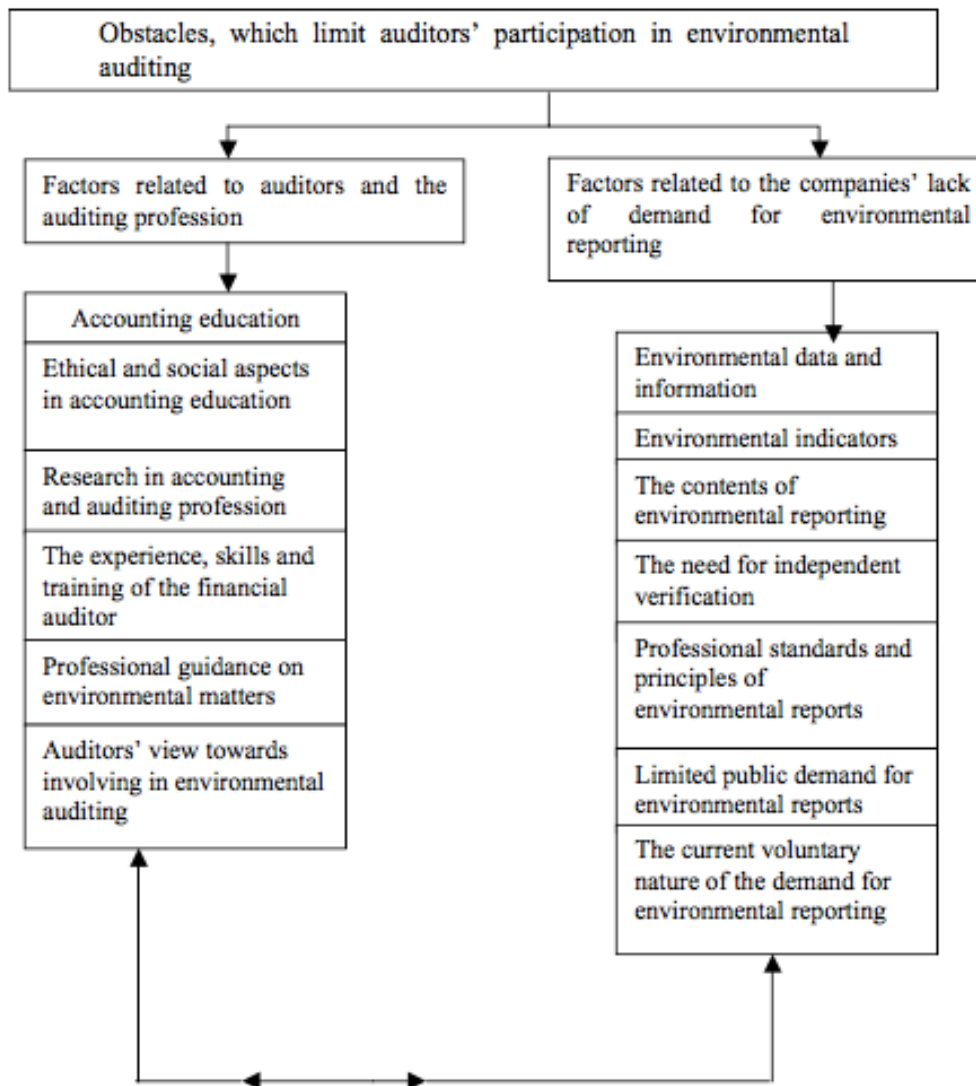 Obstacles, which limit auditors’ participation in environmental
auditing
Factors related to auditors and the
auditing profession
Factors related to the companies’ lack
of demand for environmental
reporting
Accounting education
Ethical and social aspects
in accounting education
Research in accounting
and auditing profession
The experience, skills and
training of the financial
auditor
Professional guidance on
environmental matters
Auditors’ view towards
involving in environmental
auditing
Environmental data and
information
Environmental indicators
The contents of
environmental reporting
The need for independent
verification
Professional standards and
principles of
environmental reports
Limited public demand for
environmental reports
The current voluntary
nature of the demand for
environmental reporting